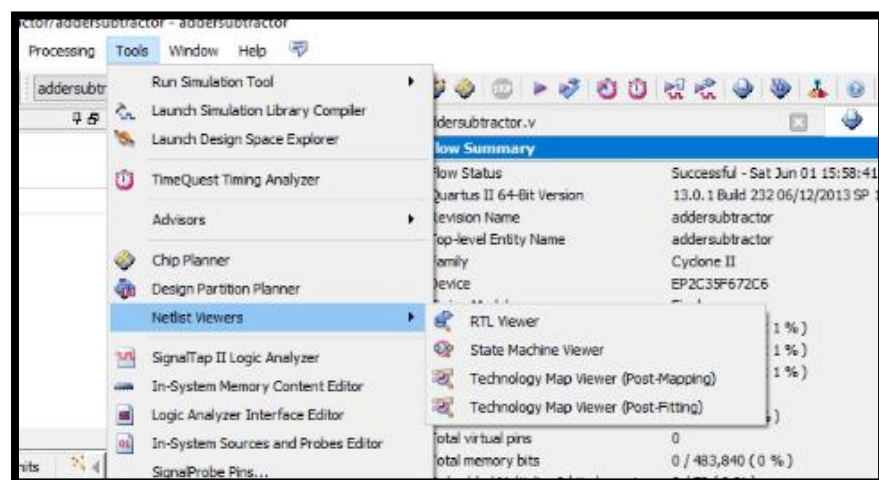 addersubtractor - addersubtractor
Processing Tools Window Help
addersubtr
Run Simulation Tool
Launch Simulation Library Compiler
Launch Design Space Explorer
TimeQuest Timing Analyzer
Advisors
Chip Planner
Design Partition Planner
Netlist Viewers
SignalTap II Logic Analyzer
In-System Memory Content Editor
Logic Analyzer Interface Editor
In-System Sources and Probes Editor
SignalProbe Pins...
RTL Viewer
State Machine Viewer
Technology Map Viewer (Post-Mapping)
Technology Map Viewer (Post-Fitting)
ddersubtractor.v
low Summary
low Status Successful - Sat Jun 01 15:58:41
Quartus II 64-Bit Version 13.0.1 Build 232 06/12/2013 SP 1
evision Name addersubtractor
op-level Entity Name addersubtractor
amily Cyclone II
evice EP2C35F672C6
1 % )
1 % )
1 % )
otal virtual pins 0
otal memory bits 0 / 483,840 ( 0 % )
nits